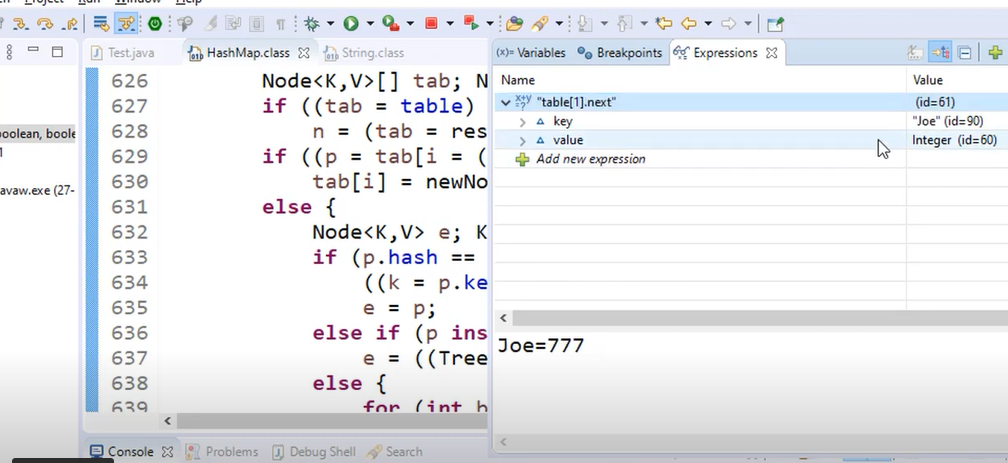 Project Run Window Help
Test.java HashMap.class String.class
(x)= Variables Breakpoints Expressions
Name Value
"table[1].next" (id=61)
key "Joe" (id=90)
value Integer (id=60)
Add new expression
Joe=777
boolean, boole
1
avaw.exe (27-
626 Node<K,V>[] tab; N
627 if ((tab = table)
628 n = (tab = res
629 if ((p = tab[i = (
630 tab[i] = newNo
631 else {
632 Node<K,V> e; K
633 if (p.hash ==
634 ((k = p.ke
635 e = p;
636 else if (p ins
637 e = ((Tree
638 else {
639 for (int b
Console Problems Debug Shell Search